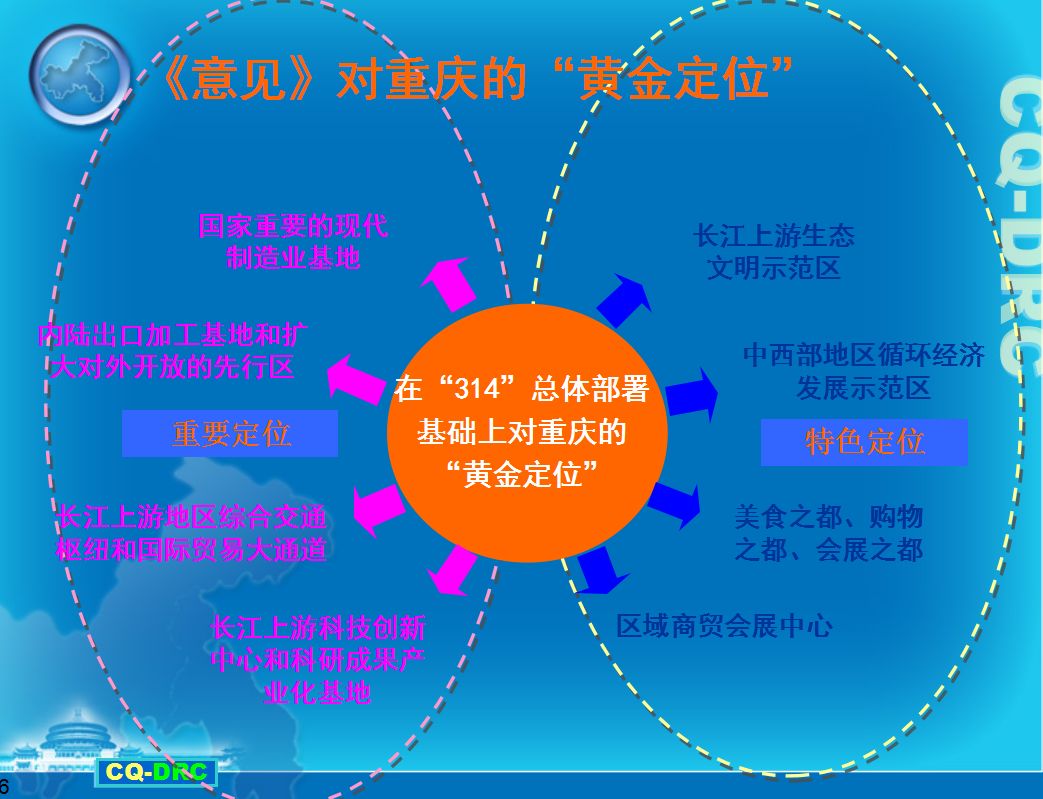 《意见》对重庆的“黄金定位”
CQ-DRC
国家重要的现代
制造业基地
内陆出口加工基地和扩
大对外开放的先行区
重要定位
长江上游地区综合交通
枢纽和国际贸易大通道
长江上游科技创新
中心和科研成果产
业化基地
在“314”总体部署
基础上对重庆的
“黄金定位”
长江上游生态
文明示范区
中西部地区循环经济
发展示范区
特色定位
美食之都、购物
之都、会展之都
区域商贸会展中心
CQ-DRC
6